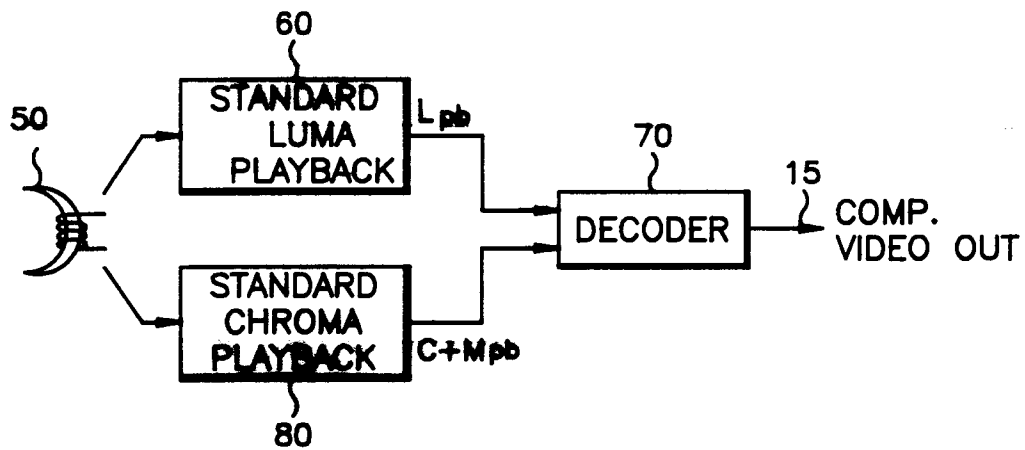 60
STANDARD
LUMA
PLAYBACK
Lpb
50
70
DECODER
15
COMP.
VIDEO OUT
STANDARD
CHROMA
PLAYBACK
C+Mpb
80